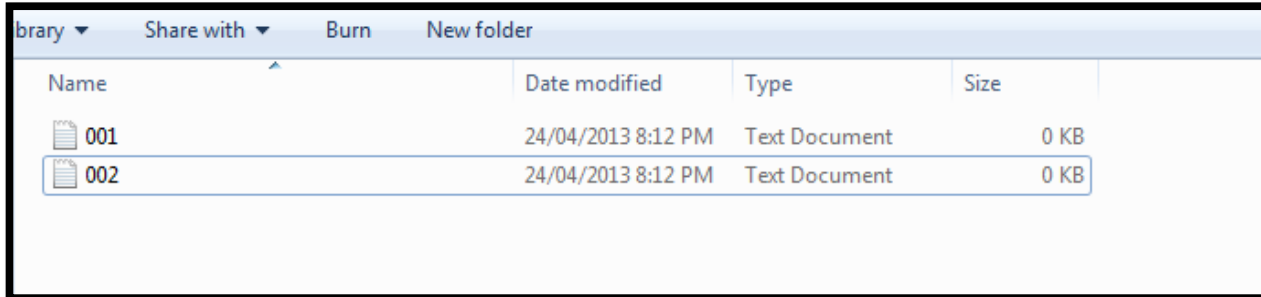 brary Share with Burn New folder
Name Date modified Type Size
001 24/04/2013 8:12 PM Text Document 0 KB
002 24/04/2013 8:12 PM Text Document 0 KB